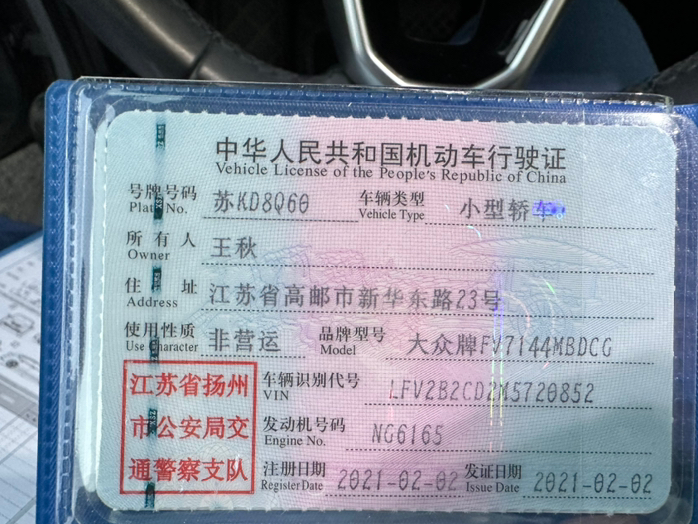 中华人民共和国机动车行驶证
Vehicle License of the People's Republic of China
号牌号码 苏KD8Q60 车辆类型 小型轿车
Plate No. Vehicle Type
所有人 王秋
Owner
住址 江苏省高邮市新华东路23号
Address
使用性质 非营运 品牌型号 大众牌FV7144MBDCG
Use Character Model
江苏省扬州 车辆识别代号 LFV2B2CD2M5720852
VIN
市公安局交 发动机号码 NG6165
Engine No.
通警察支队 注册日期 2021-02-02 发证日期 2021-02-02
Register Date Issue Date